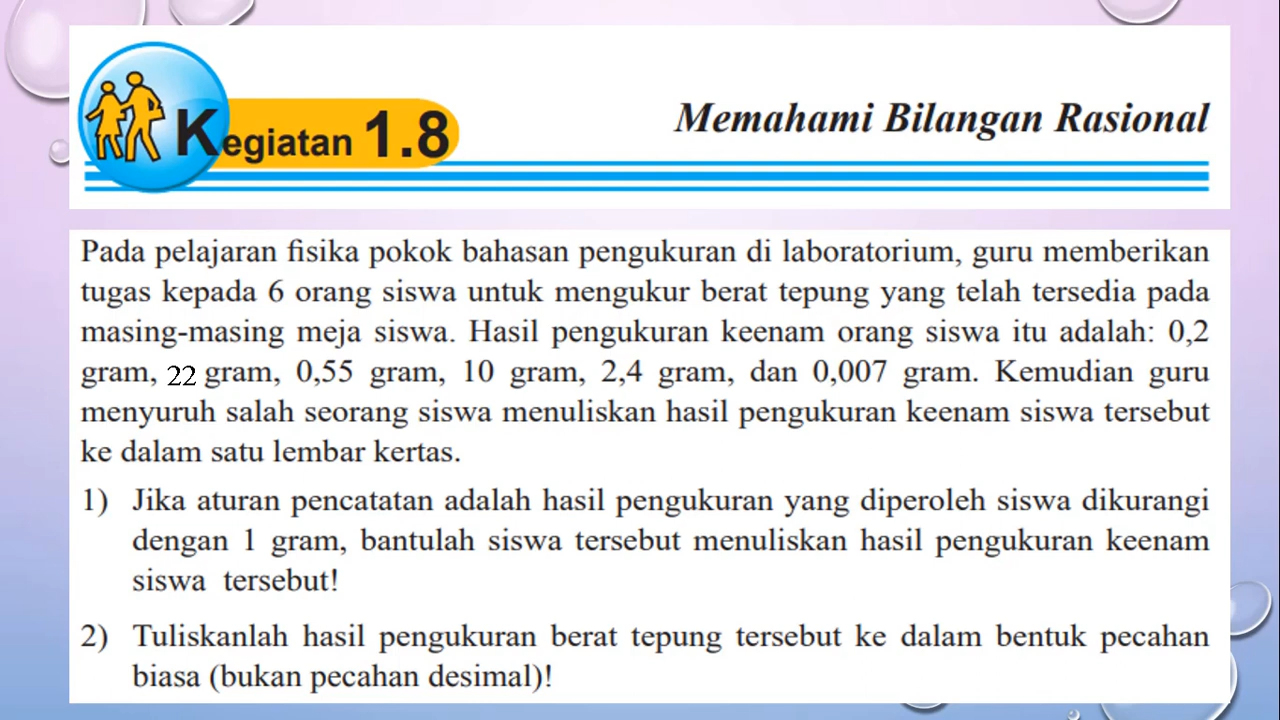 Kegiatan 1.8
Memahami Bilangan Rasional
Pada pelajaran fisika pokok bahasan pengukuran di laboratorium, guru memberikan
tugas kepada 6 orang siswa untuk mengukur berat tepung yang telah tersedia pada
masing-masing meja siswa. Hasil pengukuran keenam orang siswa itu adalah: 0,2
gram, 22 gram, 0,55 gram, 10 gram, 2,4 gram, dan 0,007 gram. Kemudian guru
menyuruh salah seorang siswa menuliskan hasil pengukuran keenam siswa tersebut
ke dalam satu lembar kertas.
1) Jika aturan pencatatan adalah hasil pengukuran yang diperoleh siswa dikurangi
dengan 1 gram, bantulah siswa tersebut menuliskan hasil pengukuran keenam
siswa tersebut!
2) Tuliskanlah hasil pengukuran berat tepung tersebut ke dalam bentuk pecahan
biasa (bukan pecahan desimal)!